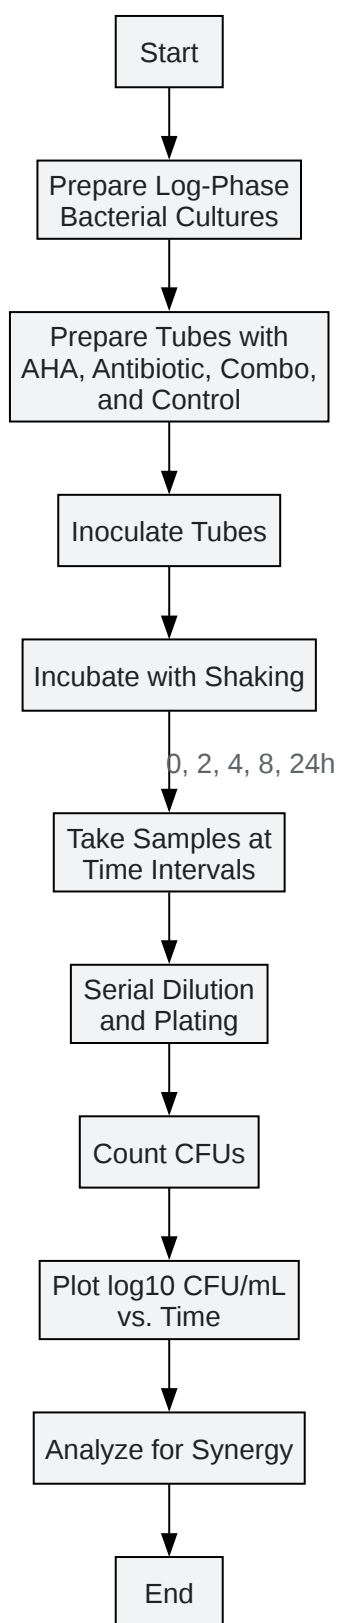 Start
Prepare Log-Phase
Bacterial Cultures
Prepare Tubes with
AHA, Antibiotic, Combo,
and Control
Inoculate Tubes
Incubate with Shaking
0, 2, 4, 8, 24h
Take Samples at
Time Intervals
Serial Dilution
and Plating
Count CFUs
Plot log10 CFU/mL
vs. Time
Analyze for Synergy
End